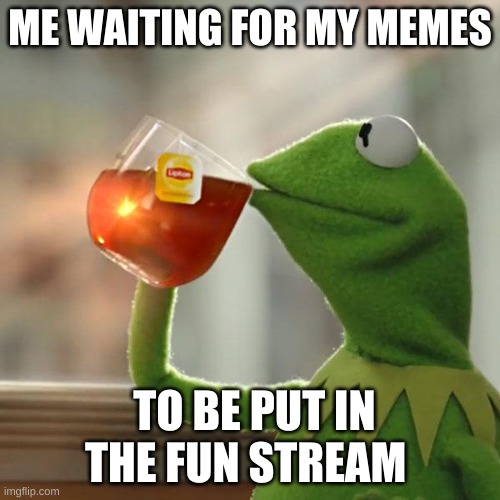 ME WAITING FOR MY MEMES
Lipton
TO BE PUT IN
THE FUN STREAM
imgflip.com